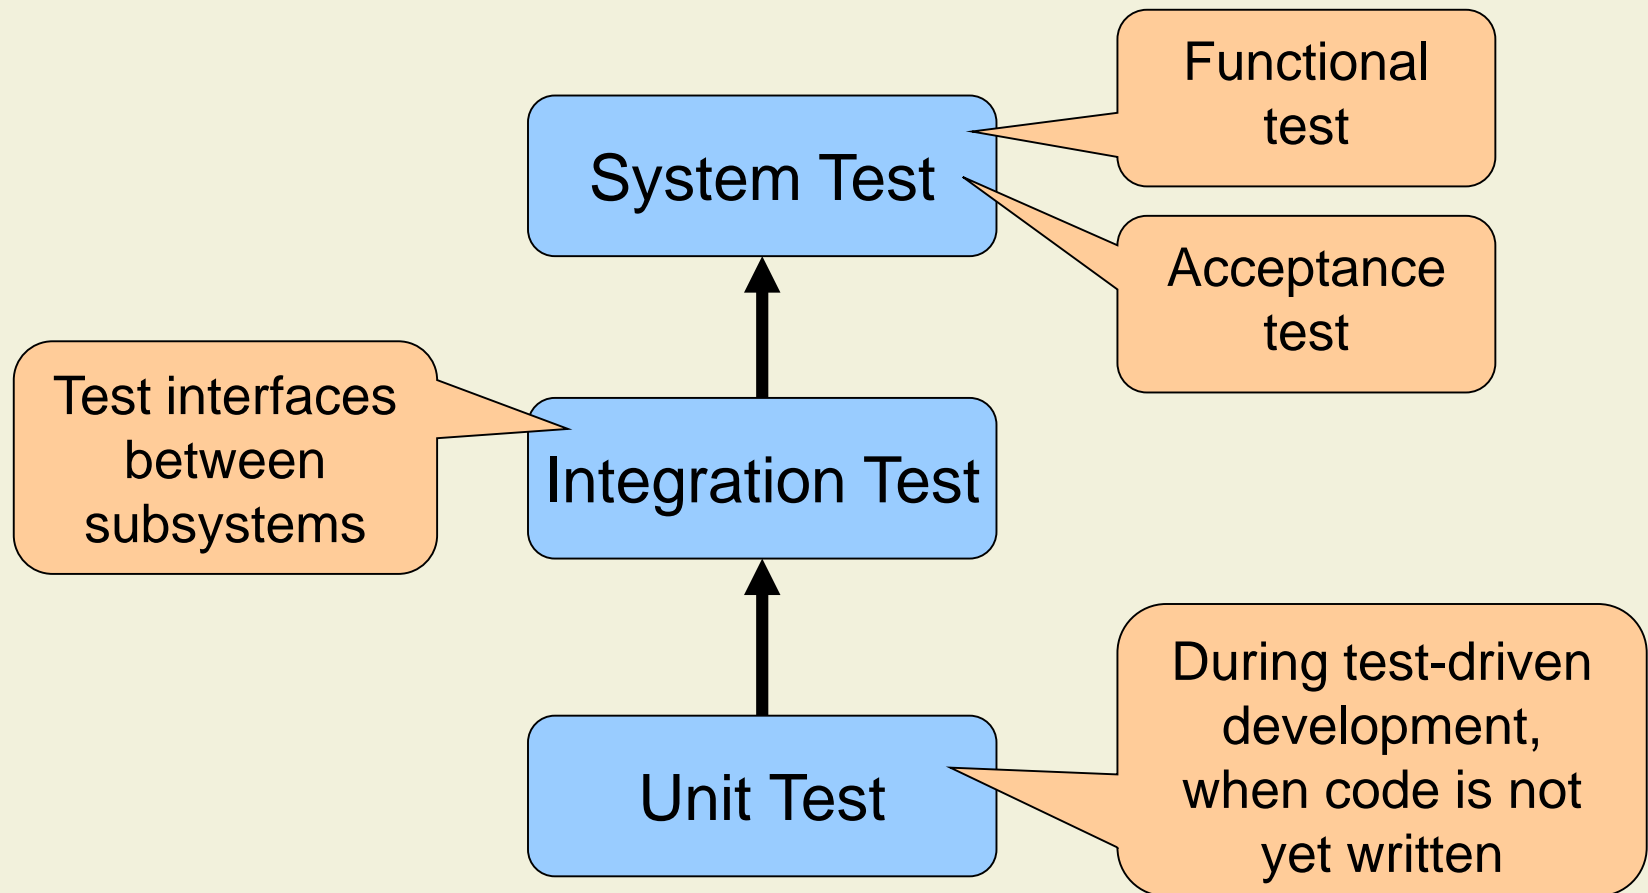 Functional
test
System Test
Acceptance
test
Test interfaces
between
subsystems
Integration Test
During test-driven
development,
when code is not
yet written
Unit Test